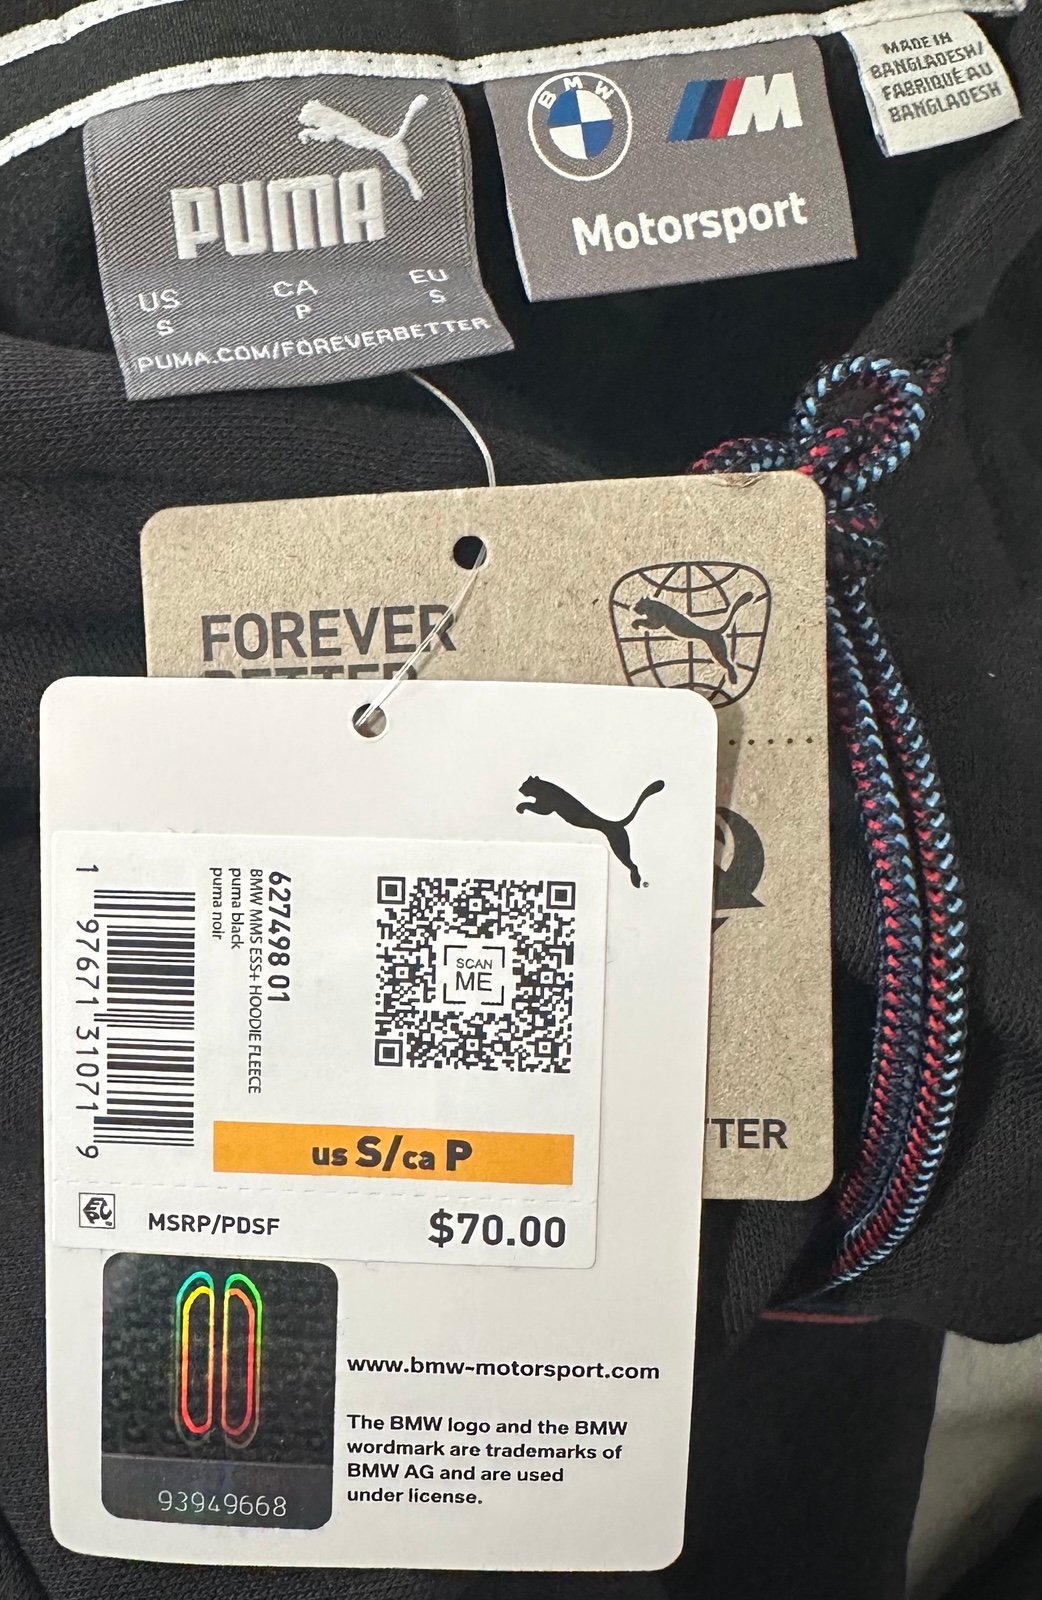 PUMA
US CA EU
S P S
PUMA.COM/FOREVERBETTER
BMW
M
Motorsport
MADE IN
BANGLADESH/
FABRIQUÉ AU
BANGLADESH
FOREVER
BETTER
TTER
627498 01
BMW MMS ESS+ HOODIE FLEECE
puma black
puma noir
1 97671 31071 9
SCAN
ME
us S/ca P
EPC
MSRP/PDSF $70.00
93949668
www.bmw-motorsport.com
The BMW logo and the BMW
wordmark are trademarks of
BMW AG and are used
under license.